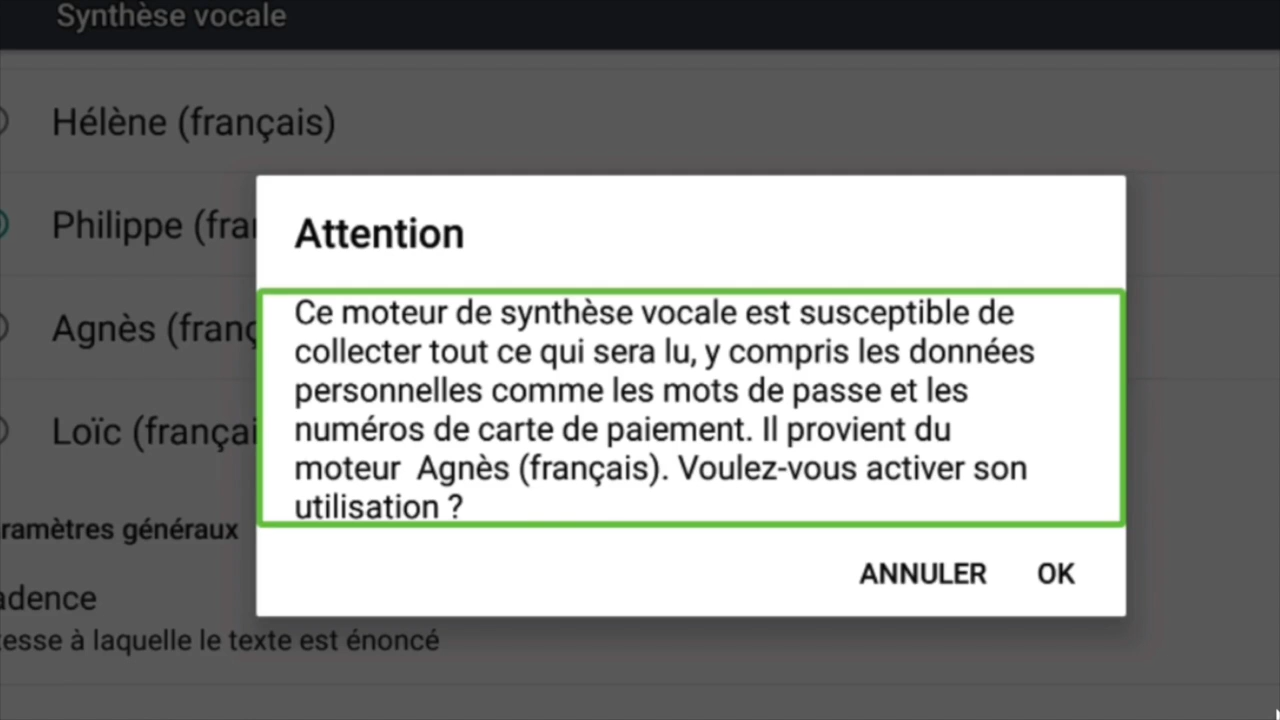 Synthèse vocale
Hélène (français)
Philippe (fran
Agnès (franç
Loïc (françai
ramètres généraux
adence
esse à laquelle le texte est énoncé
Attention
Ce moteur de synthèse vocale est susceptible de
collecter tout ce qui sera lu, y compris les données
personnelles comme les mots de passe et les
numéros de carte de paiement. Il provient du
moteur  Agnès (français). Voulez-vous activer son
utilisation ?
ANNULER OK